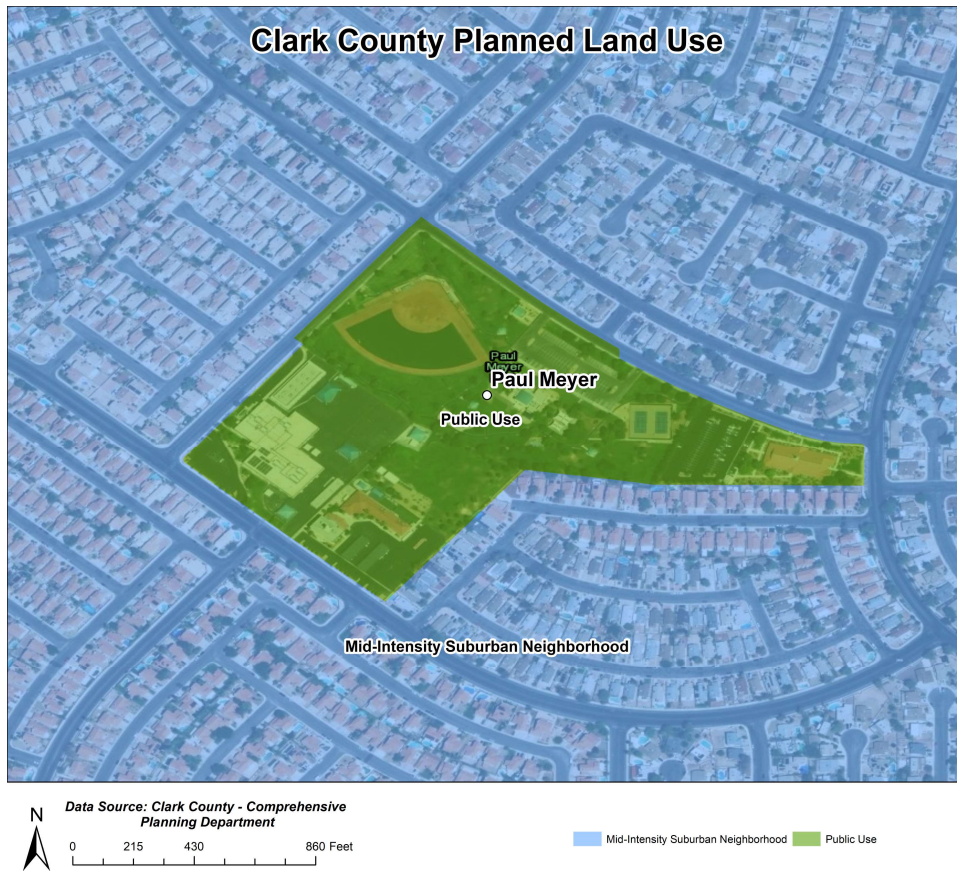 Clark County Planned Land Use
Paul
Meyer
Paul Meyer
Public Use
Mid-Intensity Suburban Neighborhood
N
Data Source: Clark County - Comprehensive
Planning Department
0 215 430 860 Feet
Mid-Intensity Suburban Neighborhood Public Use